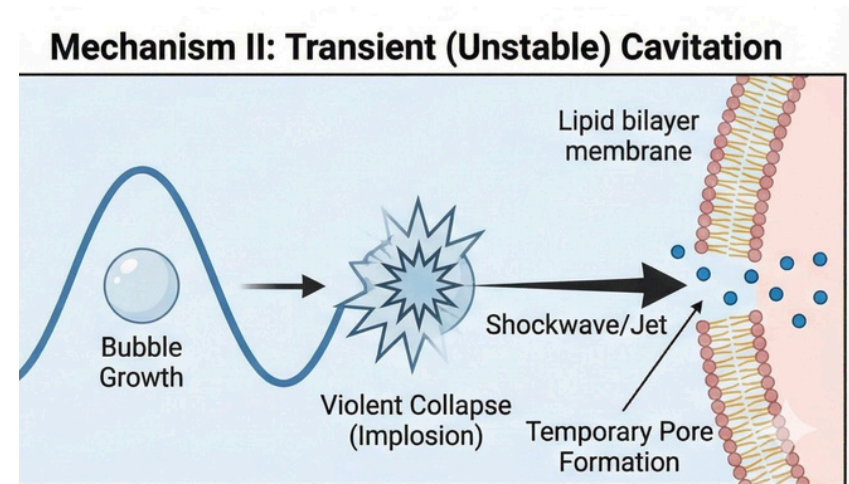 Mechanism II: Transient (Unstable) Cavitation
Lipid bilayer
membrane
Bubble
Growth
Shockwave/Jet
Violent Collapse
(Implosion)
Temporary Pore
Formation